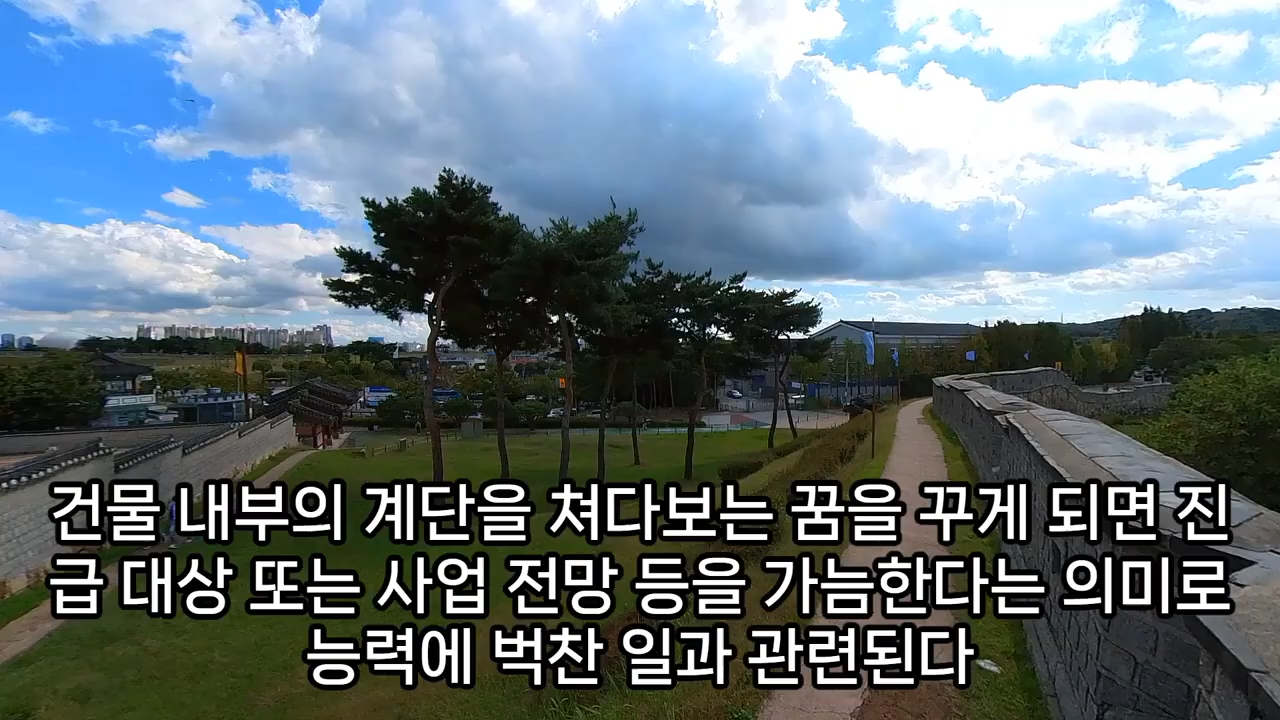 건물 내부의 계단을 쳐다보는 꿈을 꾸게 되면 진
급 대상 또는 사업 전망 등을 가늠한다는 의미로
능력에 벅찬 일과 관련된다